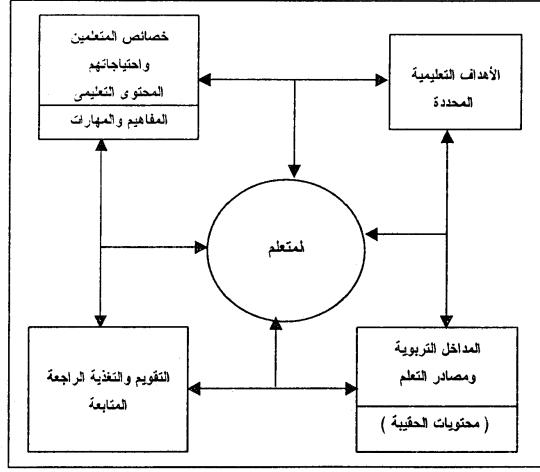 خصائص المتعلمين
واحتياجاتهم
المحتوى التعليمى
المفاهيم والمهارات
الأهداف التعليمية
المحددة
لمتعلم
التقويم والتغذية الراجعة
المتابعة
المداخل التربوية
ومصادر التعلم
( محتويات الحقيبة )